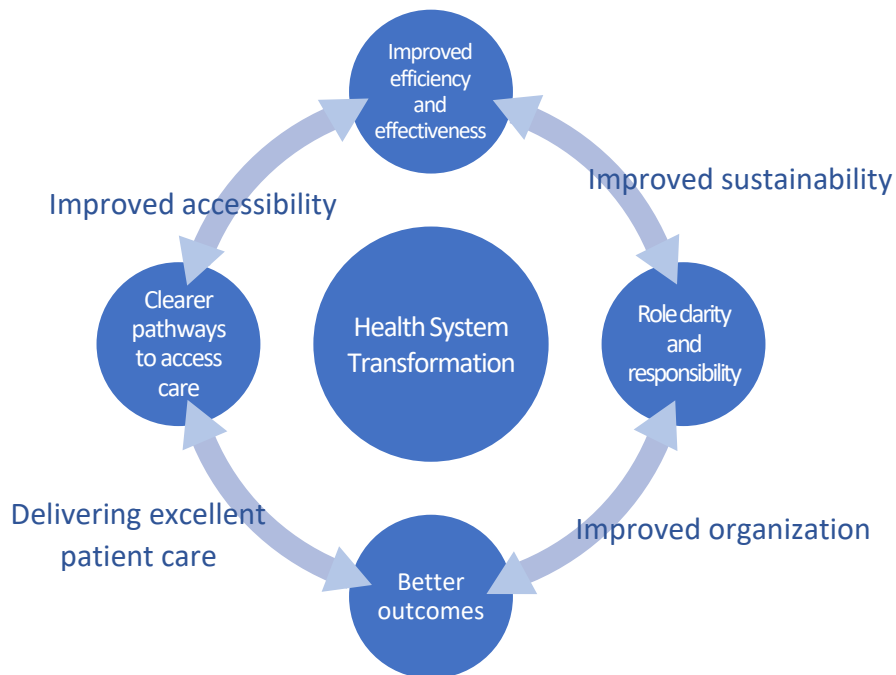 Improved
efficiency
and
effectiveness
Improved accessibility
Improved sustainability
Clearer
pathways
to access
care
Health System
Transformation
Role clarity
and
responsibility
Delivering excellent
patient care
Improved organization
Better
outcomes